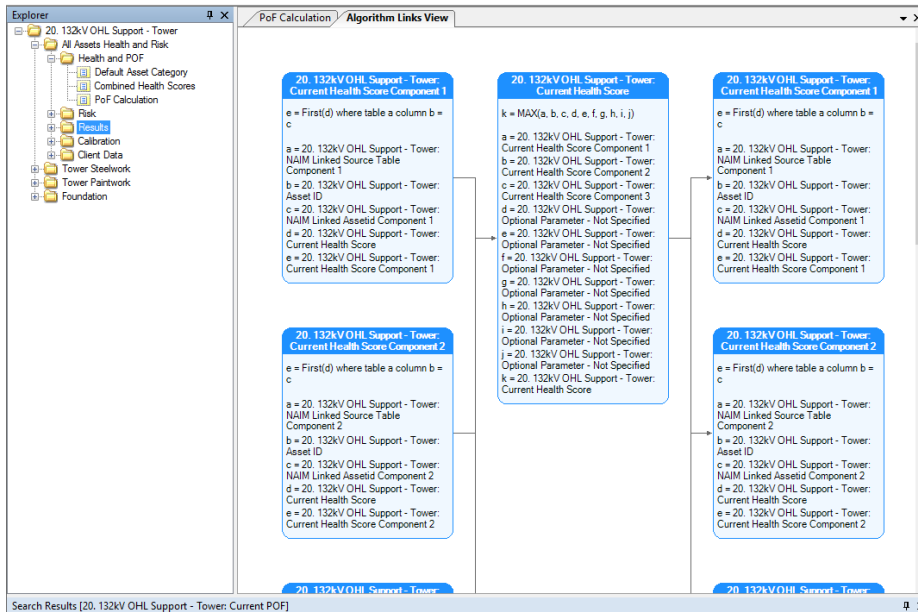 Explorer
20. 132kV OHL Support - Tower
All Assets Health and Risk
Health and POF
Default Asset Category
Combined Health Scores
PoF Calculation
Risk
Results
Calibration
Client Data
Tower Steelwork
Tower Paintwork
Foundation
PoF Calculation
Algorithm Links View
20. 132kV OHL Support - Tower:
Current Health Score Component 1
e = First(d) where table a column b =
c
a = 20. 132kV OHL Support - Tower:
NAIM Linked Source Table
Component 1
b = 20. 132kV OHL Support - Tower:
Asset ID
c = 20. 132kV OHL Support - Tower:
NAIM Linked Assetid Component 1
d = 20. 132kV OHL Support - Tower:
Current Health Score
e = 20. 132kV OHL Support - Tower:
Current Health Score Component 1
20. 132kV OHL Support - Tower:
Current Health Score Component 2
e = First(d) where table a column b =
c
a = 20. 132kV OHL Support - Tower:
NAIM Linked Source Table
Component 2
b = 20. 132kV OHL Support - Tower:
Asset ID
c = 20. 132kV OHL Support - Tower:
NAIM Linked Assetid Component 2
d = 20. 132kV OHL Support - Tower:
Current Health Score
e = 20. 132kV OHL Support - Tower:
Current Health Score Component 2
20. 132kV OHL Support - Tower:
20. 132kV OHL Support - Tower:
Current Health Score
k = MAX(a, b, c, d, e, f, g, h, i, j)
a = 20. 132kV OHL Support - Tower:
Current Health Score Component 1
b = 20. 132kV OHL Support - Tower:
Current Health Score Component 2
c = 20. 132kV OHL Support - Tower:
Current Health Score Component 3
d = 20. 132kV OHL Support - Tower:
Optional Parameter - Not Specified
e = 20. 132kV OHL Support - Tower:
Optional Parameter - Not Specified
f = 20. 132kV OHL Support - Tower:
Optional Parameter - Not Specified
g = 20. 132kV OHL Support - Tower:
Optional Parameter - Not Specified
h = 20. 132kV OHL Support - Tower:
Optional Parameter - Not Specified
i = 20. 132kV OHL Support - Tower:
Optional Parameter - Not Specified
j = 20. 132kV OHL Support - Tower:
Optional Parameter - Not Specified
k = 20. 132kV OHL Support - Tower:
Current Health Score
20. 132kV OHL Support - Tower:
Current Health Score Component 1
e = First(d) where table a column b =
c
a = 20. 132kV OHL Support - Tower:
NAIM Linked Source Table
Component 1
b = 20. 132kV OHL Support - Tower:
Asset ID
c = 20. 132kV OHL Support - Tower:
NAIM Linked Assetid Component 1
d = 20. 132kV OHL Support - Tower:
Current Health Score
e = 20. 132kV OHL Support - Tower:
Current Health Score Component 1
20. 132kV OHL Support - Tower:
Current Health Score Component 2
e = First(d) where table a column b =
c
a = 20. 132kV OHL Support - Tower:
NAIM Linked Source Table
Component 2
b = 20. 132kV OHL Support - Tower:
Asset ID
c = 20. 132kV OHL Support - Tower:
NAIM Linked Assetid Component 2
d = 20. 132kV OHL Support - Tower:
Current Health Score
e = 20. 132kV OHL Support - Tower:
Current Health Score Component 2
20. 132kV OHL Support - Tower:
Search Results [20. 132kV OHL Support - Tower: Current POF]